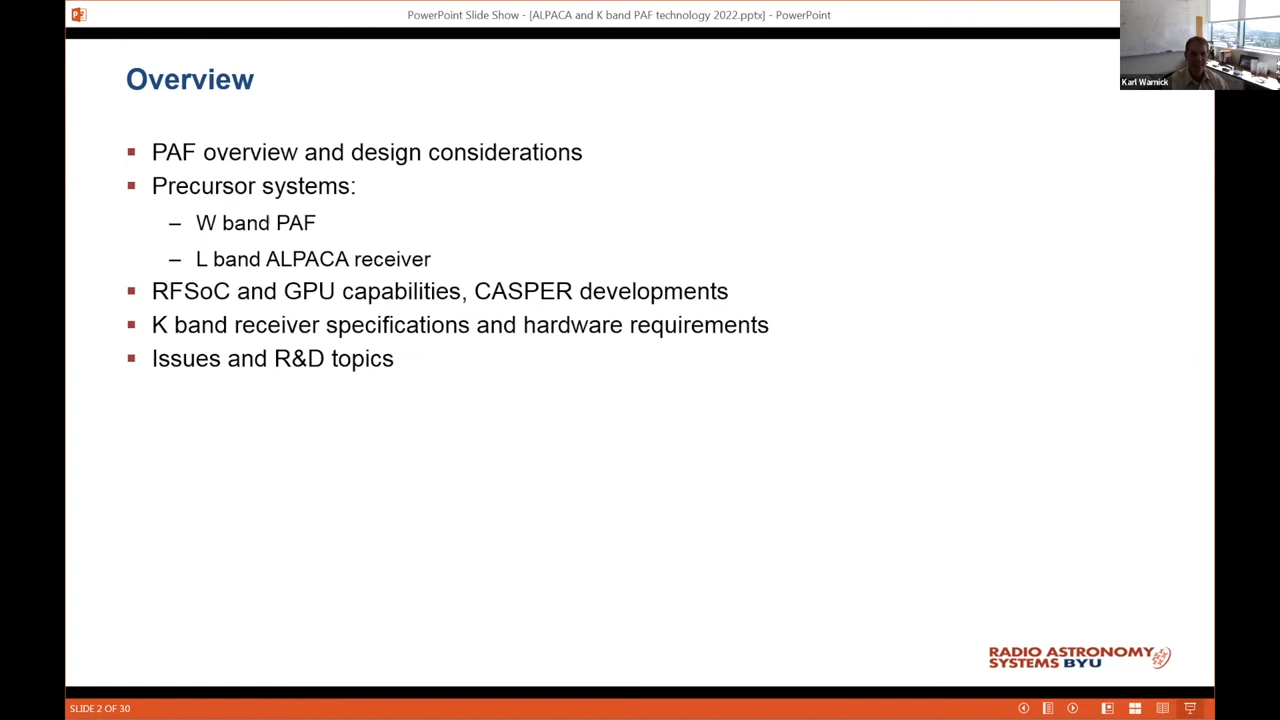 PowerPoint Slide Show - [ALPACA and K band PAF technology 2022.pptx] - PowerPoint
Karl Warnick
Overview
▪ PAF overview and design considerations
▪ Precursor systems:
– W band PAF
– L band ALPACA receiver
▪ RFSoC and GPU capabilities, CASPER developments
▪ K band receiver specifications and hardware requirements
▪ Issues and R&D topics
RADIO ASTRONOMY
SYSTEMS BYU
SLIDE 2 OF 30